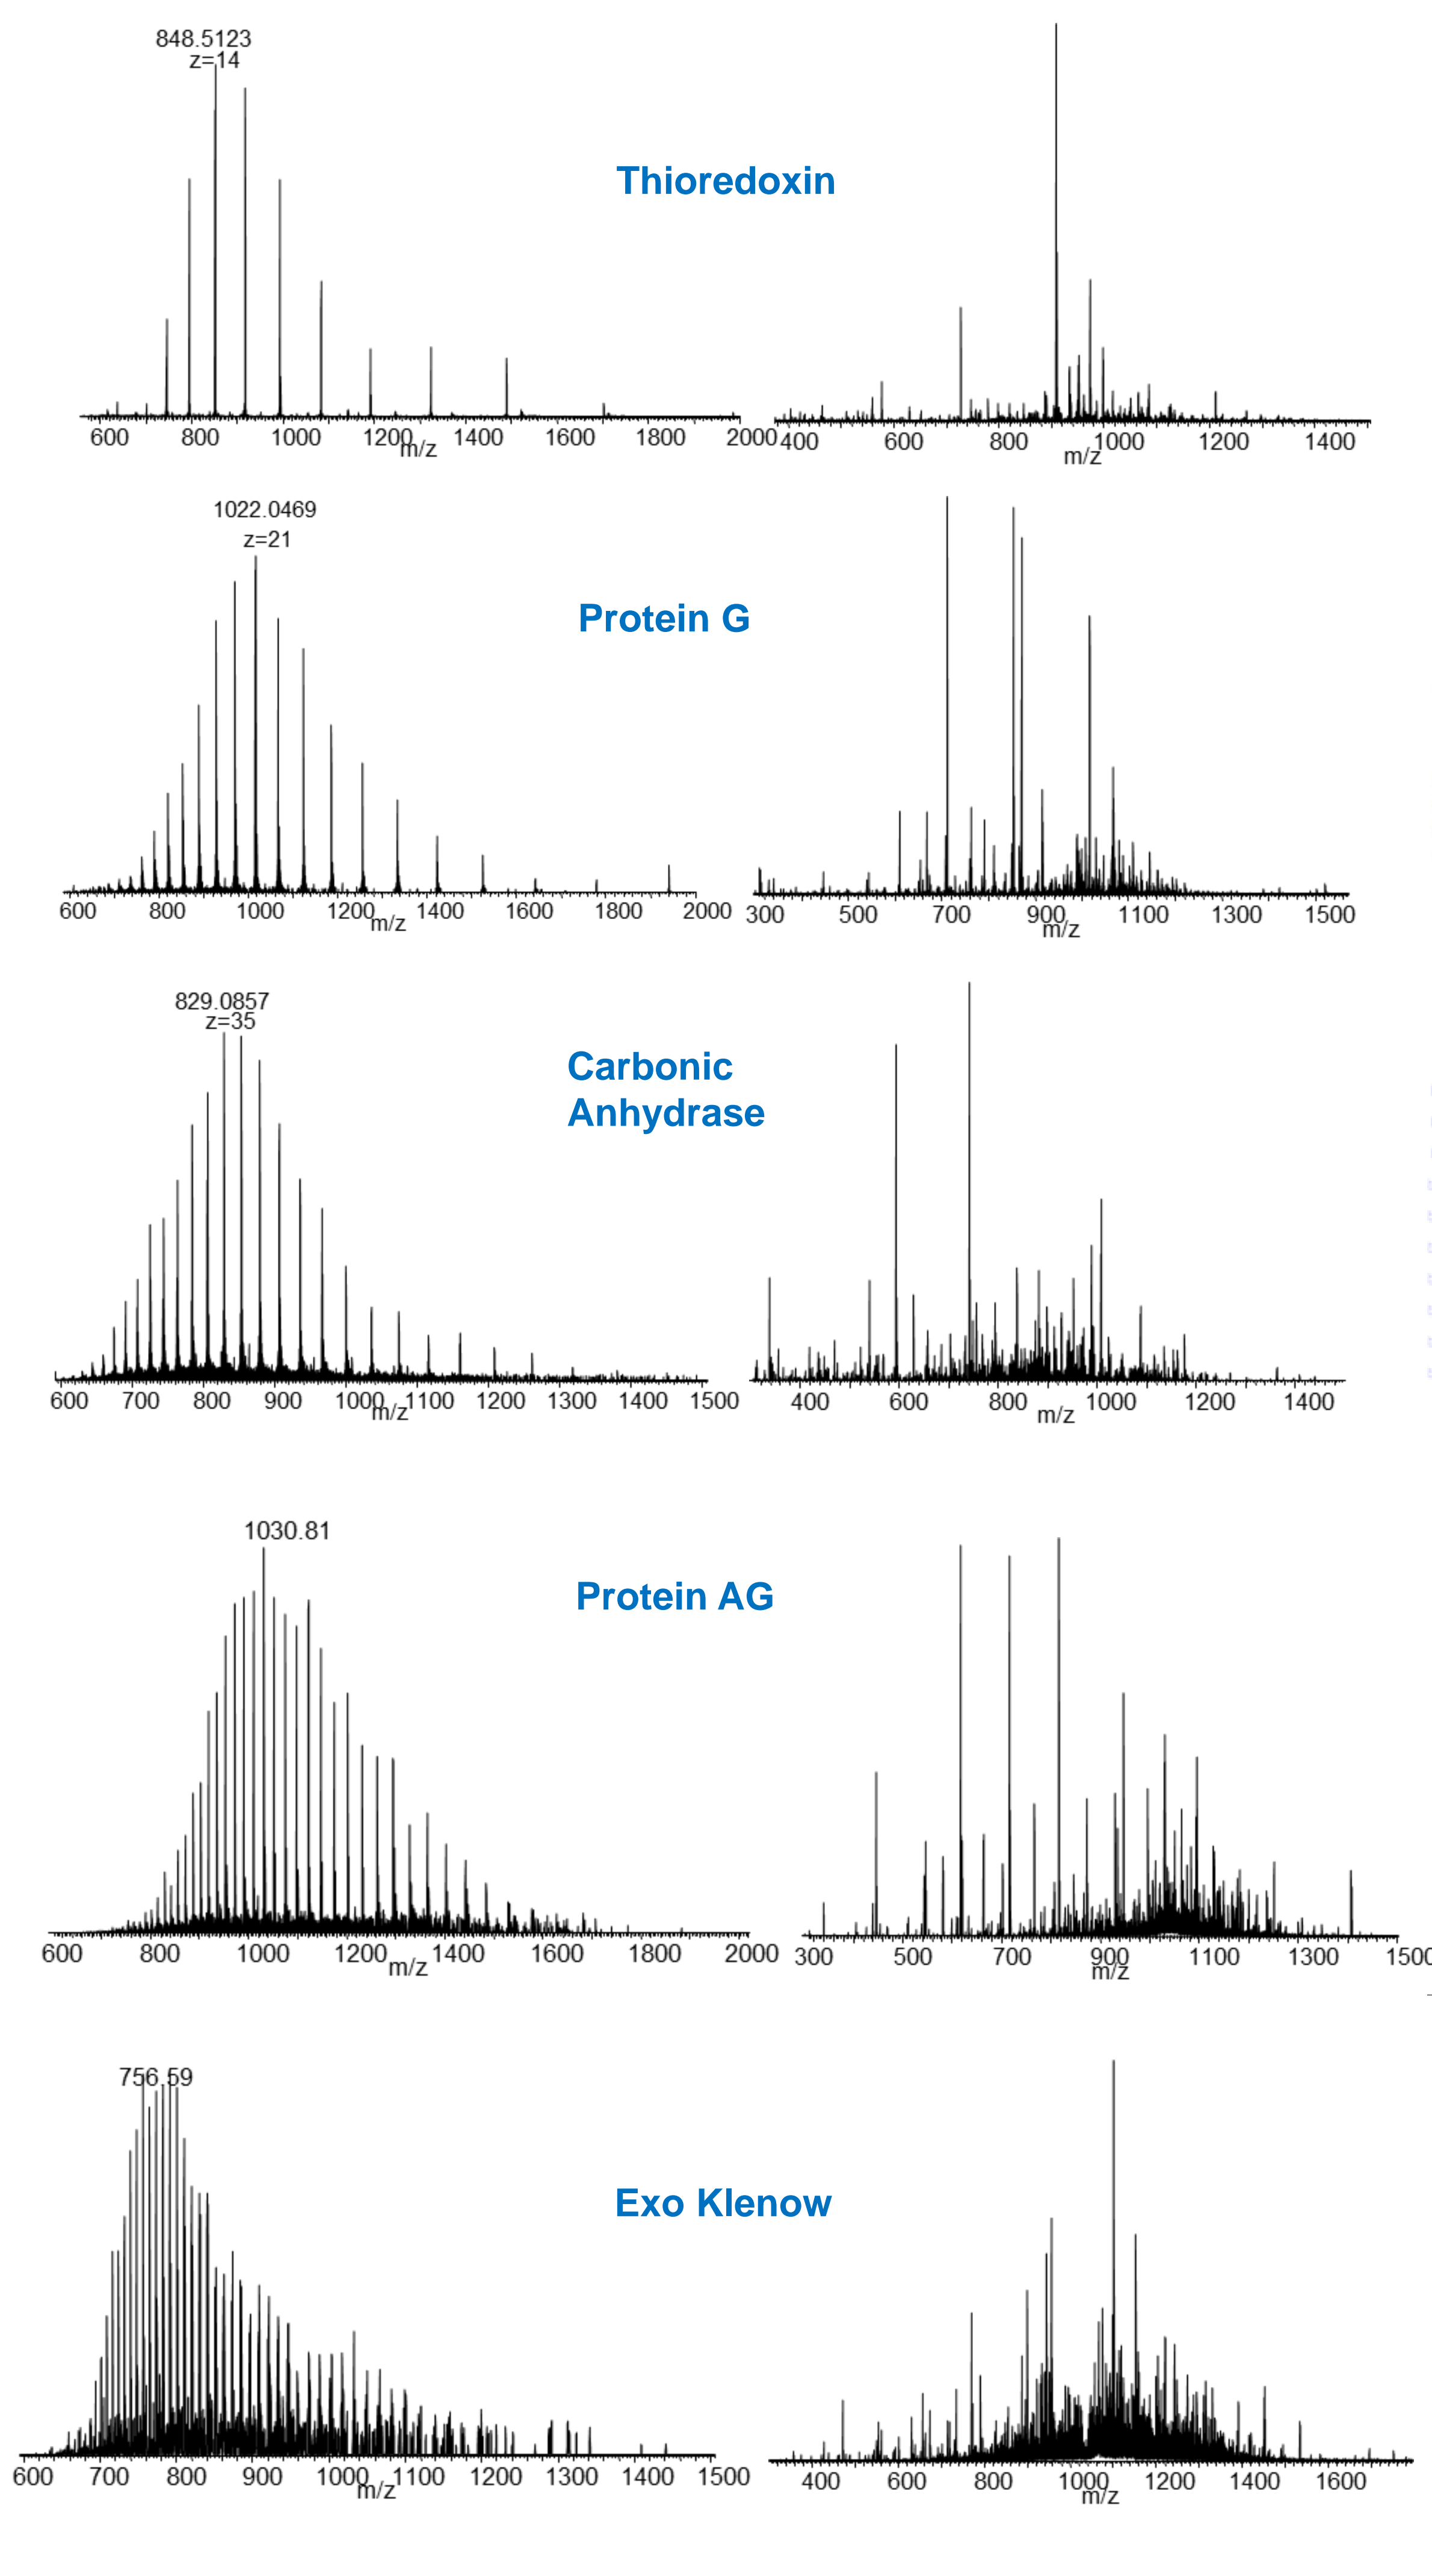 848.5123
z=14
Thioredoxin
600 800 1000 1200 1400 1600 1800 2000
m/z
400 600 800 1000 1200 1400
m/z
1022.0469
z=21
Protein G
600 800 1000 1200 1400 1600 1800 2000
m/z
300 500 700 900 1100 1300 1500
m/z
829.0857
z=35
Carbonic
Anhydrase
600 700 800 900 1000 1100 1200 1300 1400 1500
m/z
400 600 800 1000 1200 1400
m/z
1030.81
Protein AG
600 800 1000 1200 1400 1600 1800 2000
m/z
300 500 700 900 1100 1300 1500
m/z
756.59
Exo Klenow
600 700 800 900 1000 1100 1200 1300 1400 1500
m/z
400 600 800 1000 1200 1400 1600
m/z